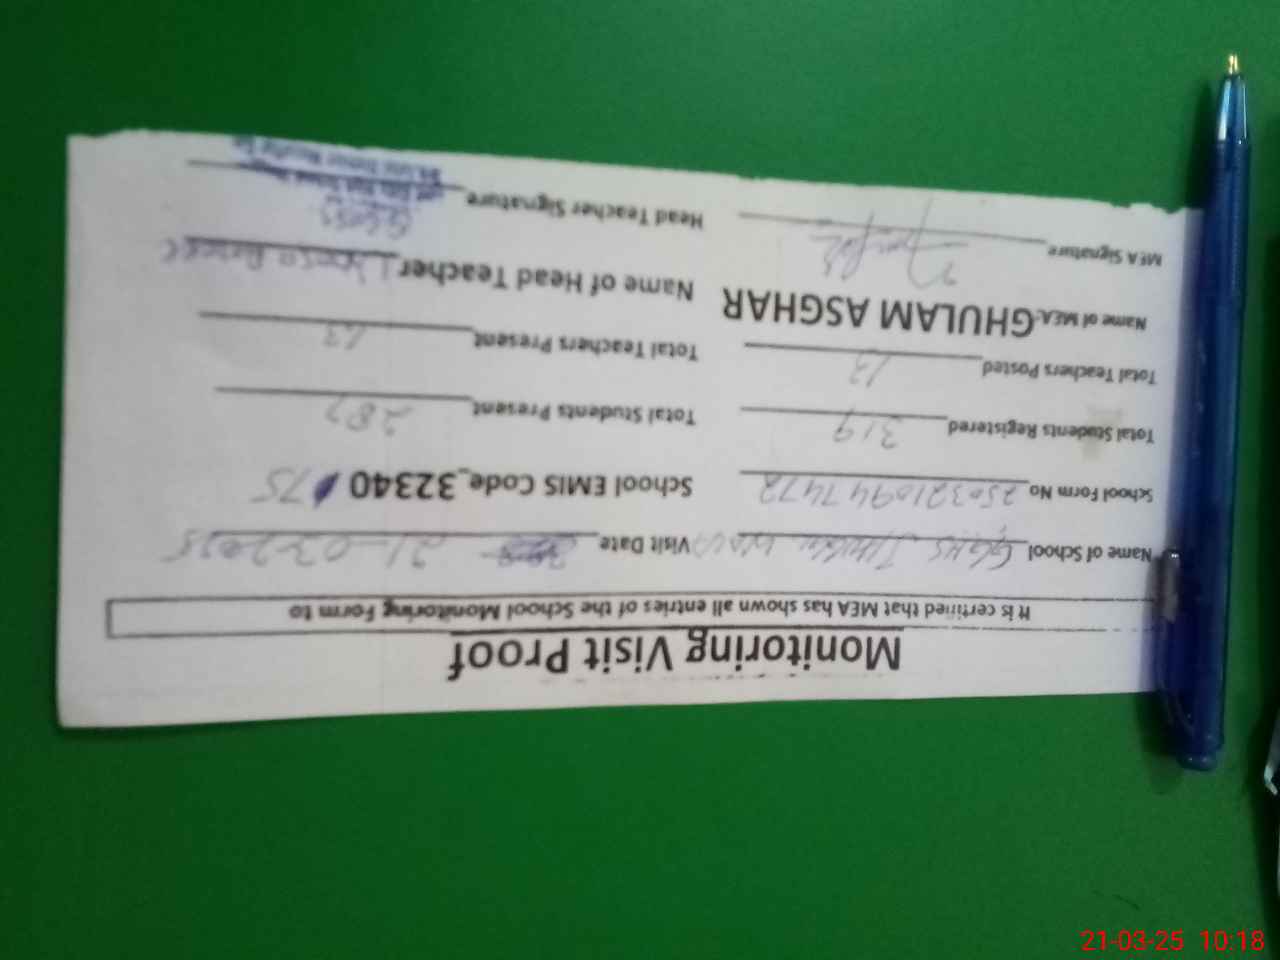 Monitoring Visit Proof
It is certified that MEA has shown all entries of the School Monitoring Form to
Name of School GGHS Visit Date 21-03-2025
School Form No 25032109447472 School EMIS Code_32340 175
Total Students Registered 319 Total Students Present 287
Total Teachers Posted 13 Total Teachers Present 13
Name of MEA: GHULAM ASGHAR Name of Head Teacher
MEA Signature Head Teacher Signature
21-03-25 10:18